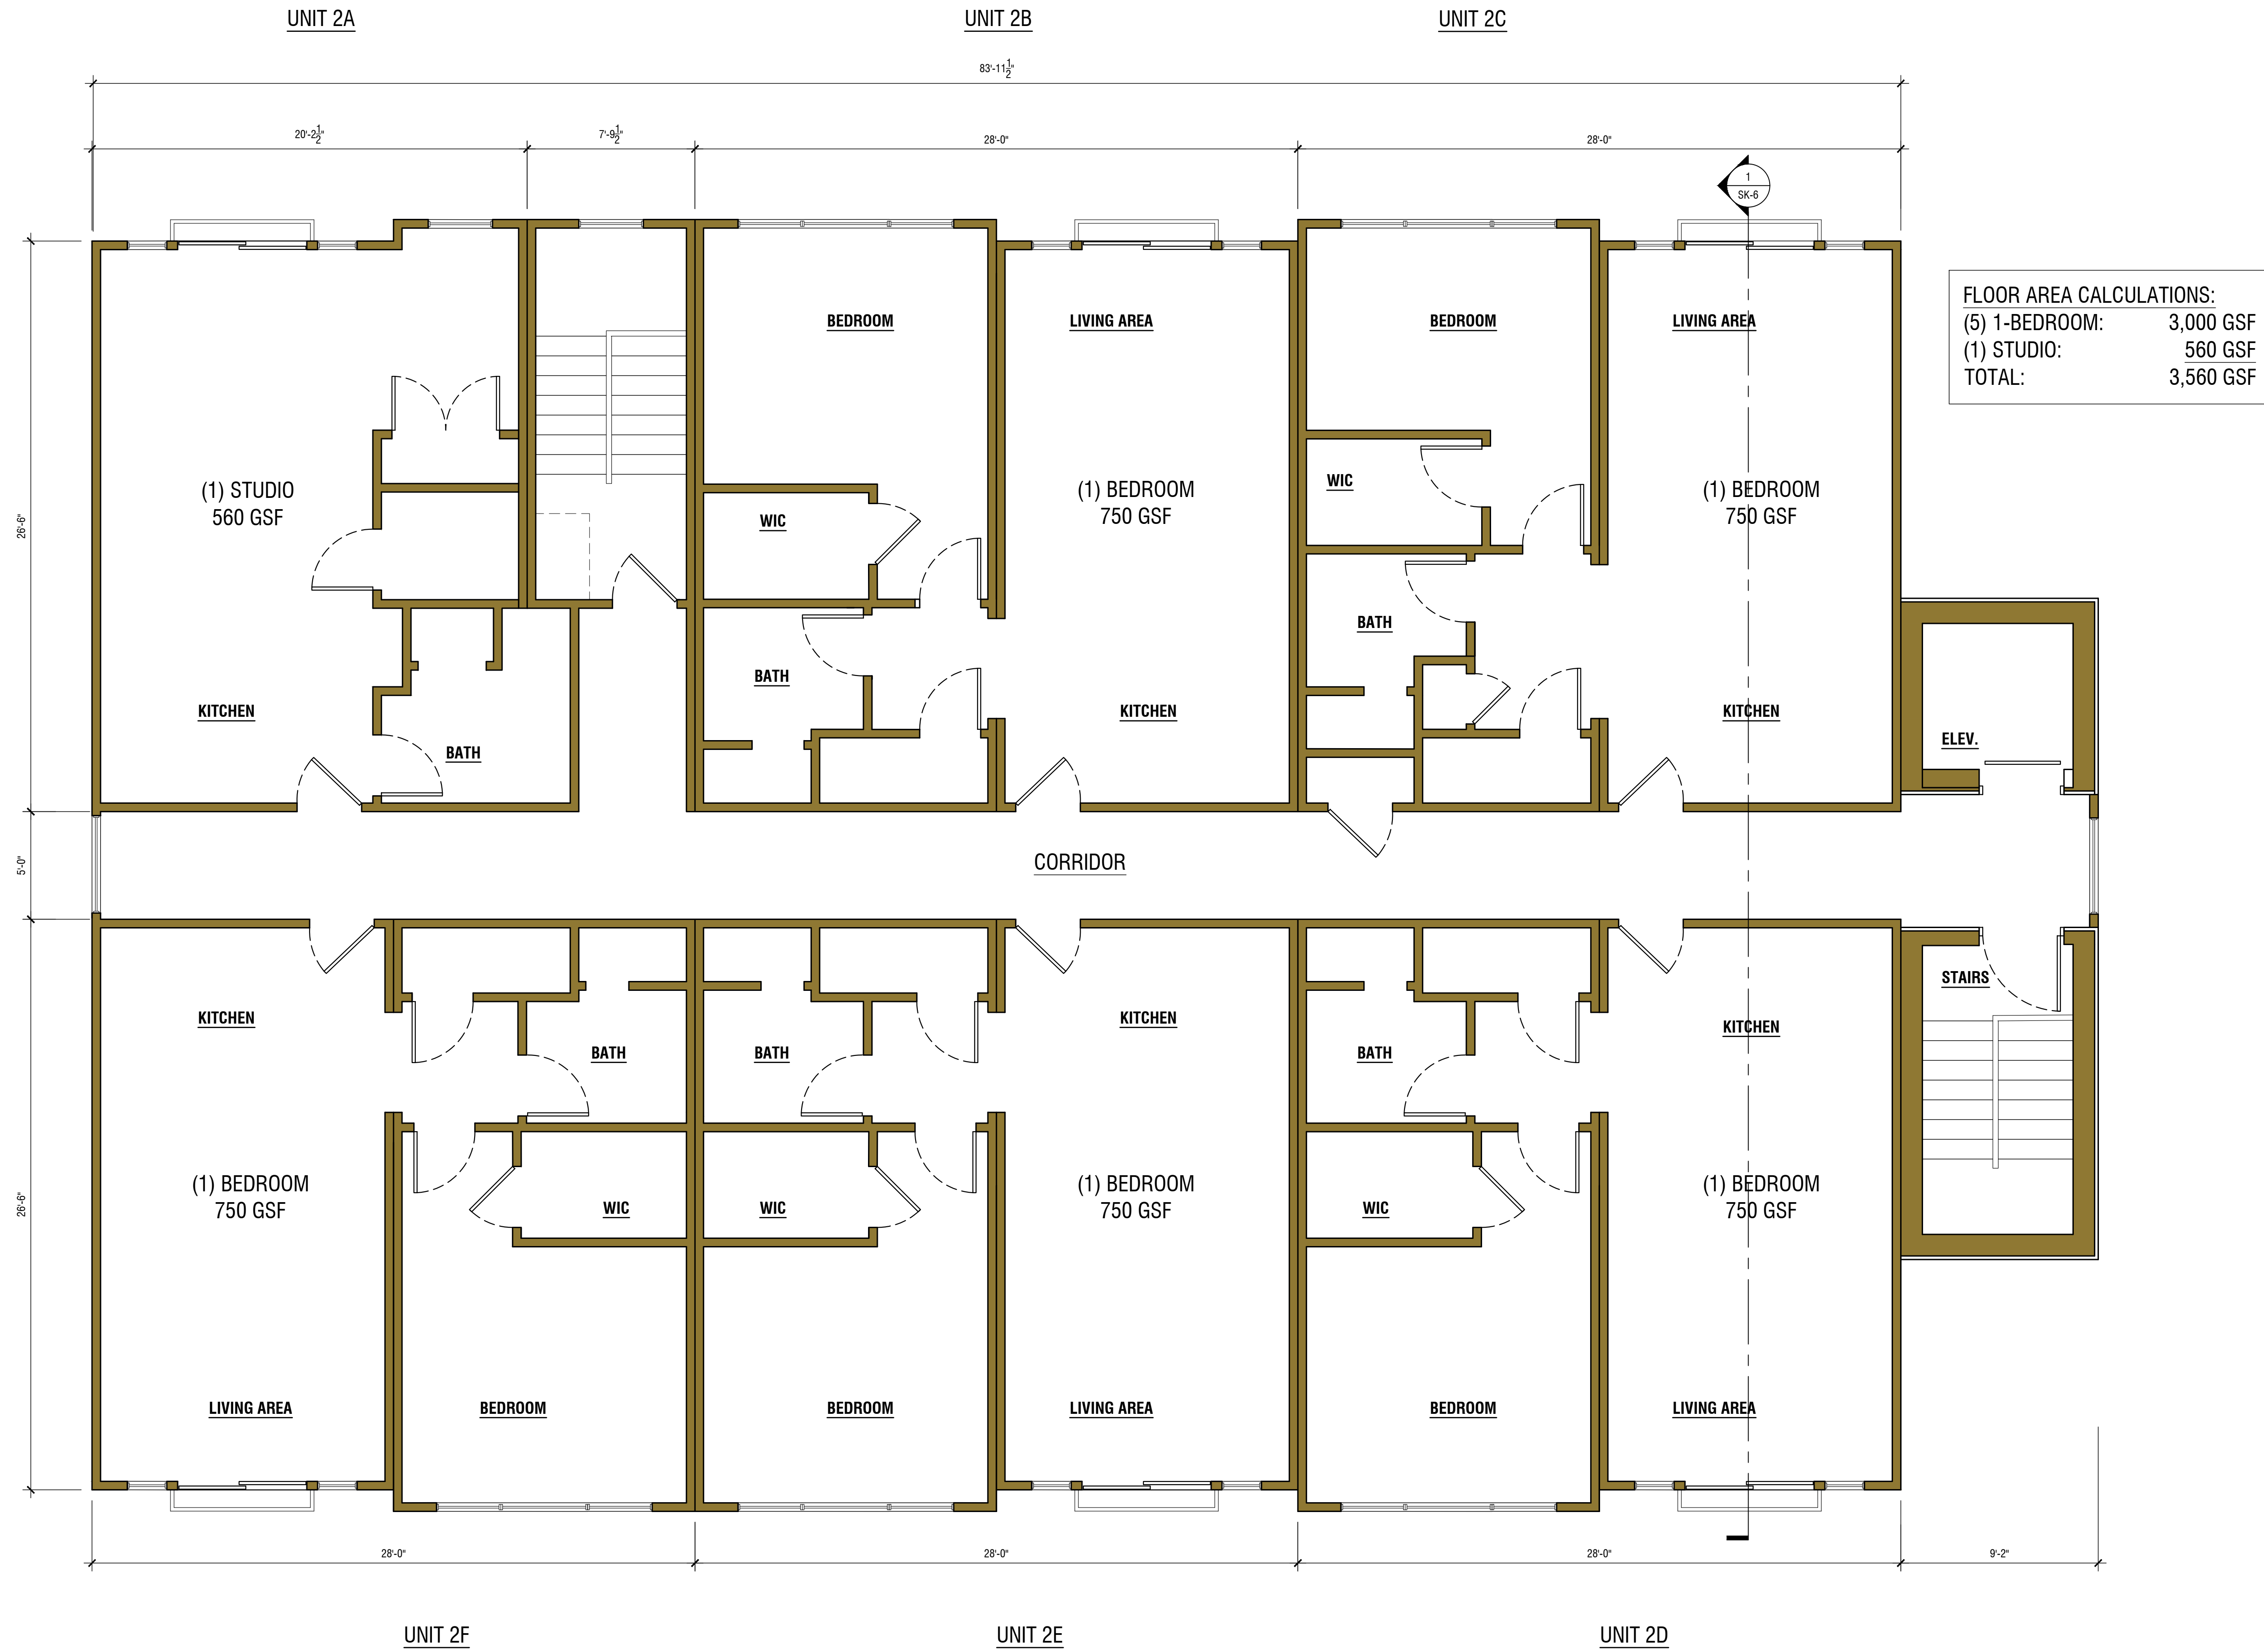 UNIT 2A
UNIT 2B
UNIT 2C
83'-11 1/2"
20'-2 1/2"
7'-9 1/2"
28'-0"
28'-0"
1
SK-6
BEDROOM
LIVING AREA
BEDROOM
LIVING AREA
FLOOR AREA CALCULATIONS:
(5) 1-BEDROOM: 3,000 GSF
(1) STUDIO: 560 GSF
TOTAL: 3,560 GSF
26'-6"
(1) STUDIO
560 GSF
WIC
(1) BEDROOM
750 GSF
WIC
(1) BEDROOM
750 GSF
KITCHEN
BATH
BATH
KITCHEN
BATH
KITCHEN
ELEV.
5'-0"
CORRIDOR
KITCHEN
BATH
BATH
KITCHEN
BATH
KITCHEN
STAIRS
26'-6"
(1) BEDROOM
750 GSF
WIC
WIC
(1) BEDROOM
750 GSF
WIC
(1) BEDROOM
750 GSF
LIVING AREA
BEDROOM
BEDROOM
LIVING AREA
BEDROOM
LIVING AREA
28'-0"
28'-0"
28'-0"
9'-2"
UNIT 2F
UNIT 2E
UNIT 2D